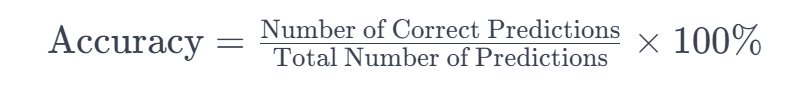 Accuracy = Number of Correct Predictions / Total Number of Predictions × 100%